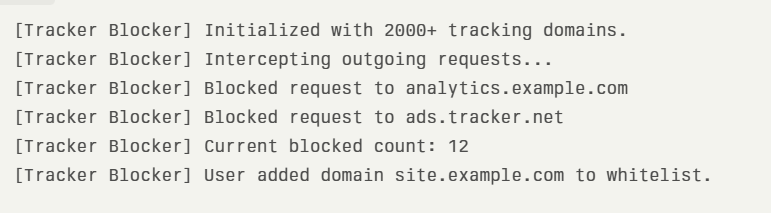 [Tracker Blocker] Initialized with 2000+ tracking domains.
[Tracker Blocker] Intercepting outgoing requests...
[Tracker Blocker] Blocked request to analytics.example.com
[Tracker Blocker] Blocked request to ads.tracker.net
[Tracker Blocker] Current blocked count: 12
[Tracker Blocker] User added domain site.example.com to whitelist.